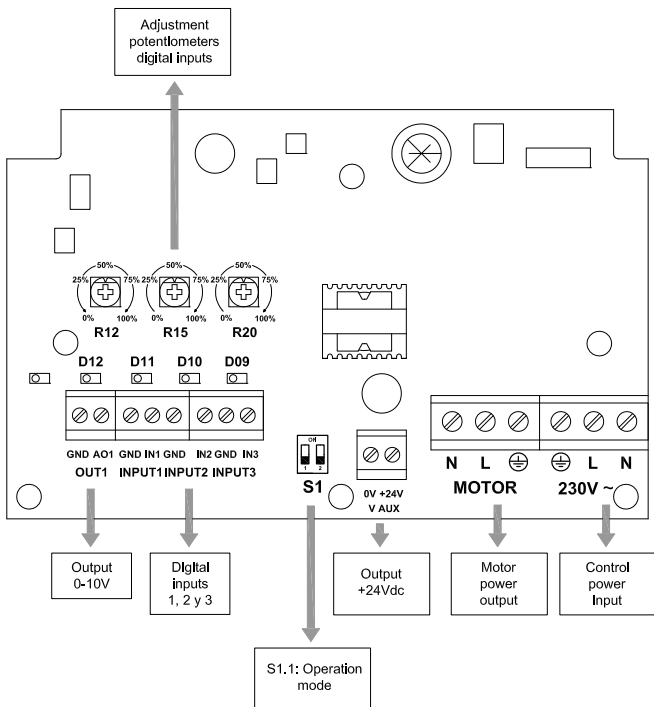 Adjustment
potentiometers
digital inputs
50% 50% 50%
25% 75% 25% 75% 25% 75%
0% 100% 0% 100% 0% 100%
R12 R15 R20
D12 D11 D10 D09
ON
1 2
GND AO1 GND IN1 GND IN2 GND IN3
OUT1 INPUT1 INPUT2 INPUT3
S1
0V +24V
V AUX
N L L N
MOTOR 230V ~
Output
0-10V
Digital
inputs
1, 2 y 3
Output
+24Vdc
Motor
power
output
Control
power
Input
S1.1: Operation
mode